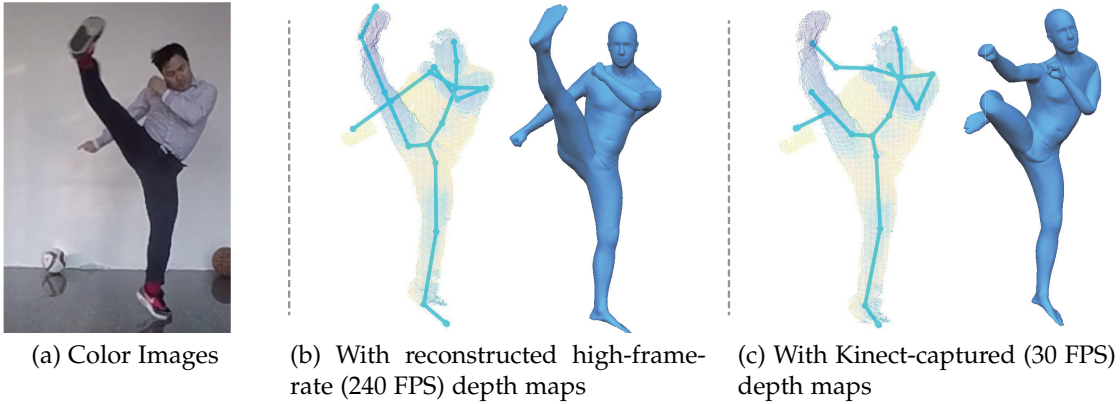 (a) Color Images
(b) With reconstructed high-frame-
rate (240 FPS) depth maps
(c) With Kinect-captured (30 FPS)
depth maps